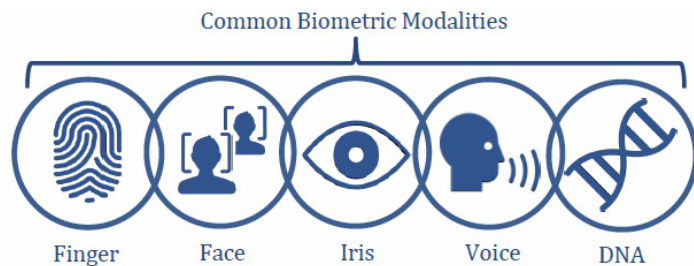 Common Biometric Modalities
Finger Face Iris Voice DNA